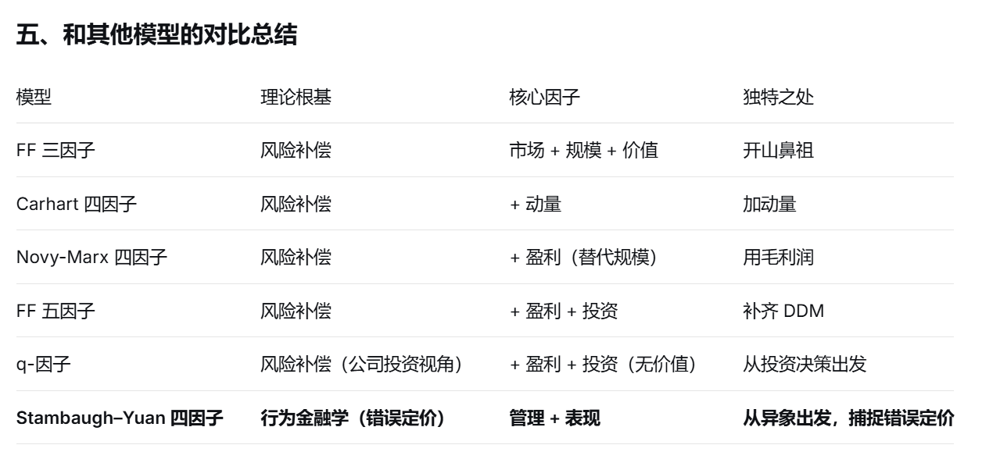 五、和其他模型的对比总结
模型 理论根基 核心因子 独特之处
FF 三因子 风险补偿 市场 + 规模 + 价值 开山鼻祖
Carhart 四因子 风险补偿 + 动量 加动量
Novy-Marx 四因子 风险补偿 + 盈利（替代规模） 用毛利润
FF 五因子 风险补偿 + 盈利 + 投资 补齐 DDM
q-因子 风险补偿（公司投资视角） + 盈利 + 投资（无价值） 从投资决策出发
Stambaugh–Yuan 四因子 行为金融学（错误定价） 管理 + 表现 从异象出发，捕捉错误定价